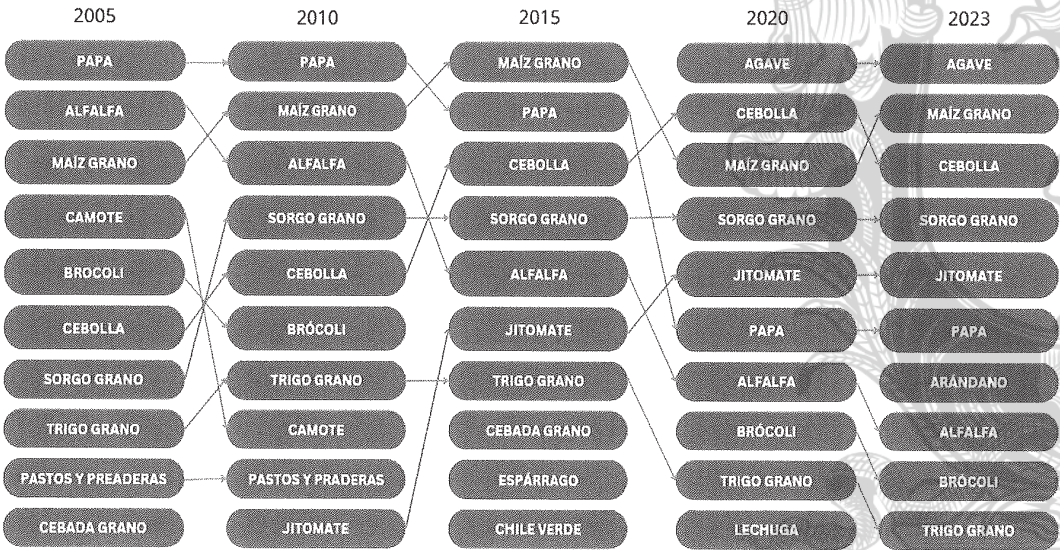 2005
2010
2015
2020
2023
PAPA
PAPA
MAÍZ GRANO
AGAVE
AGAVE
ALFALFA
MAÍZ GRANO
PAPA
CEBOLLA
MAÍZ GRANO
MAÍZ GRANO
ALFALFA
CEBOLLA
MAÍZ GRANO
CEBOLLA
CAMOTE
SORGO GRANO
SORGO GRANO
SORGO GRANO
SORGO GRANO
BROCOLI
CEBOLLA
ALFALFA
JITOMATE
JITOMATE
CEBOLLA
BRÓCOLI
JITOMATE
PAPA
PAPA
SORGO GRANO
TRIGO GRANO
TRIGO GRANO
ALFALFA
ARÁNDANO
TRIGO GRANO
CAMOTE
CEBADA GRANO
BRÓCOLI
ALFALFA
PASTOS Y PREADERAS
PASTOS Y PRADERAS
ESPÁRRAGO
TRIGO GRANO
BRÓCOLI
CEBADA GRANO
JITOMATE
CHILE VERDE
LECHUGA
TRIGO GRANO